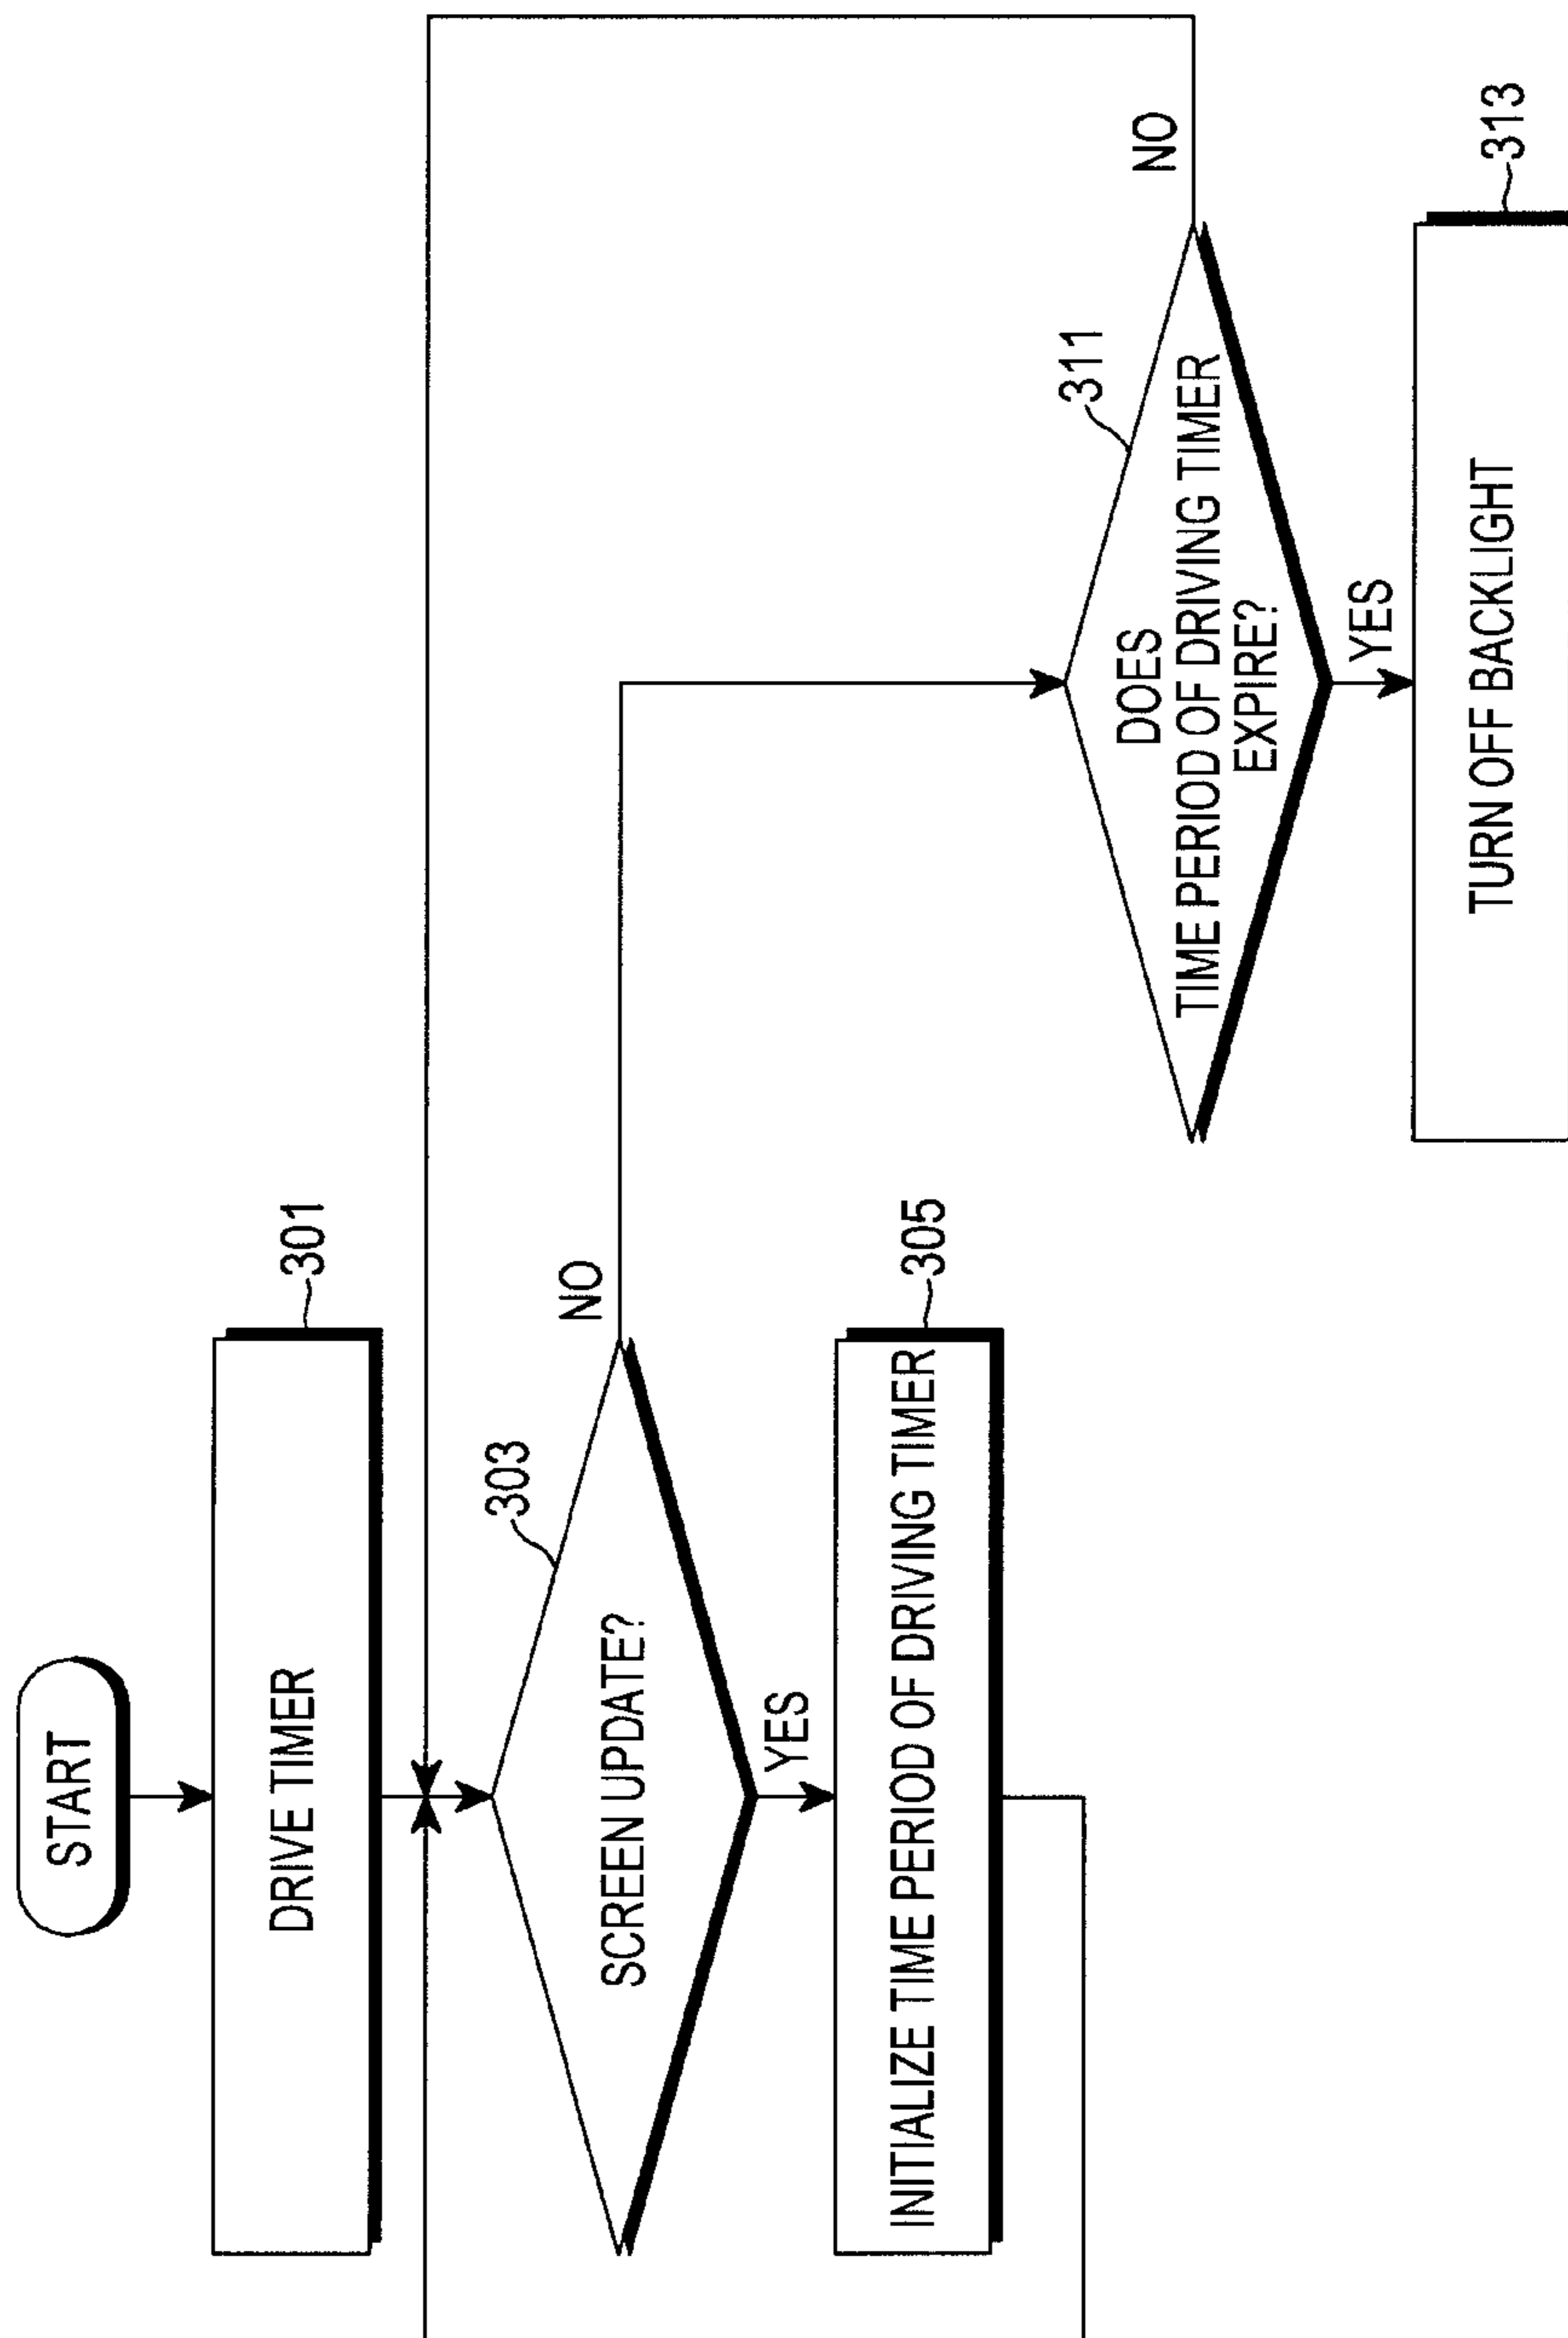 START
DRIVE TIMER
301
303
SCREEN UPDATE?
NO
YES
INITIALIZE TIME PERIOD OF DRIVING TIMER
305
311
DOES
TIME PERIOD OF DRIVING TIMER
EXPIRE?
NO
YES
TURN OFF BACKLIGHT
313